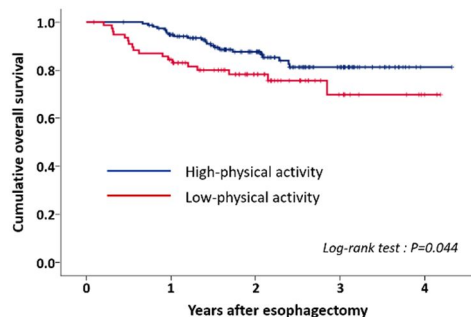 Cumulative overall survival
1.0
0.8
0.6
0.4
0.2
0.0
High-physical activity
Low-physical activity
Log-rank test : P=0.044
0 1 2 3 4
Years after esophagectomy